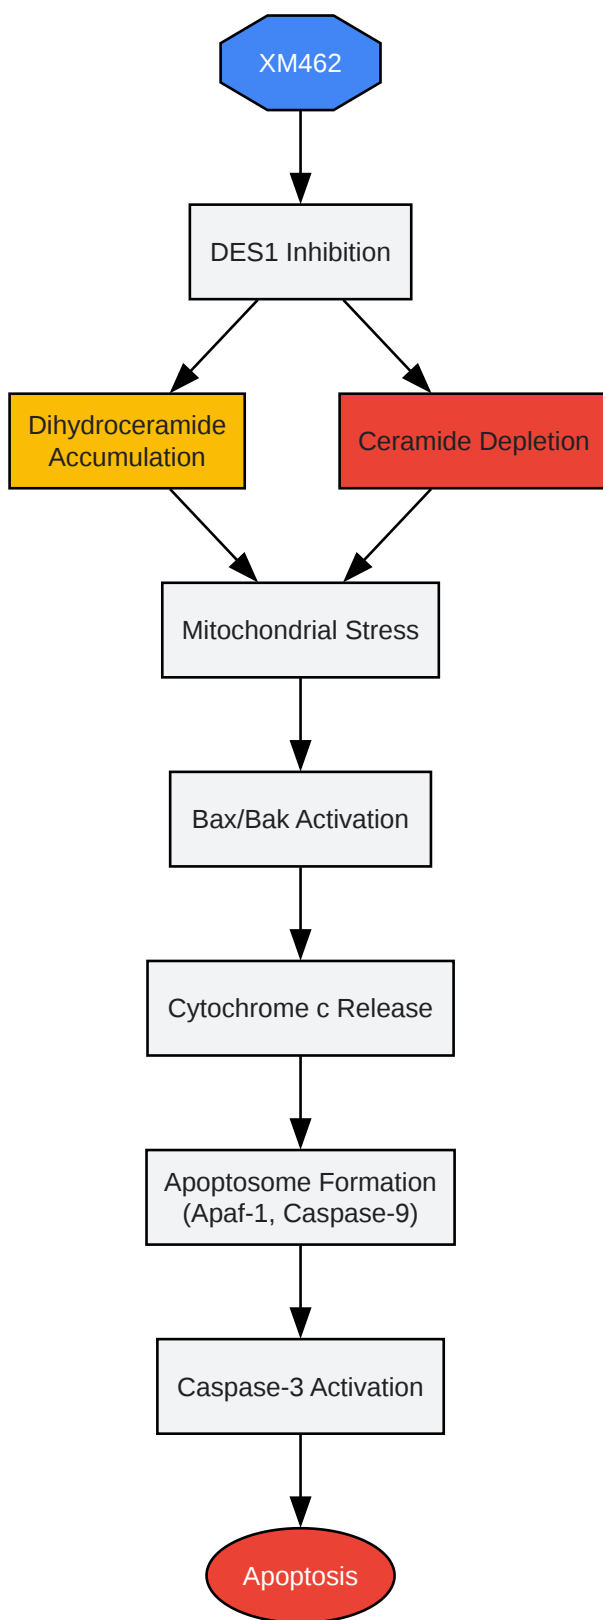 XM462
DES1 Inhibition
Dihydroceramide
Accumulation
Ceramide Depletion
Mitochondrial Stress
Bax/Bak Activation
Cytochrome c Release
Apoptosome Formation
(Apaf-1, Caspase-9)
Caspase-3 Activation
Apoptosis